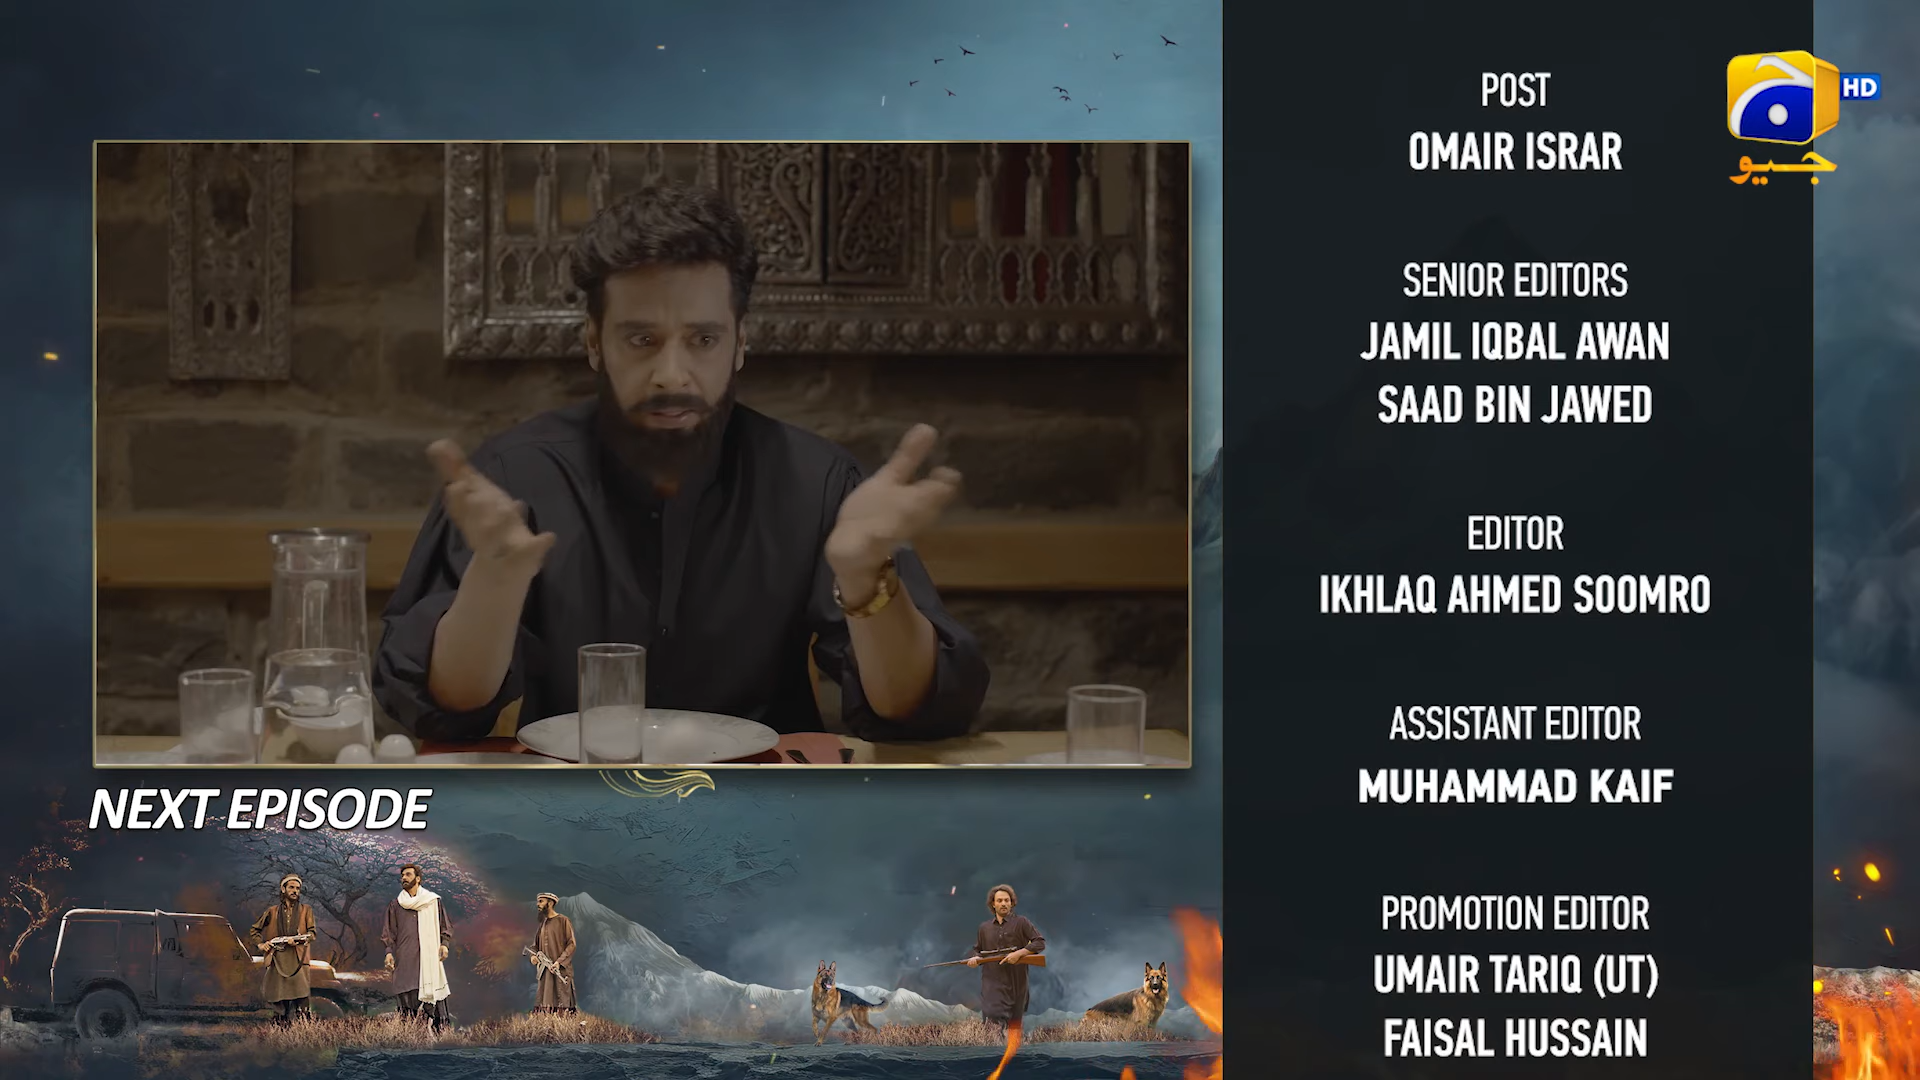 POST
OMAIR ISRAR
SENIOR EDITORS
JAMIL IQBAL AWAN
SAAD BIN JAWED
EDITOR
IKHLAQ AHMED SOOMRO
ASSISTANT EDITOR
MUHAMMAD KAIF
PROMOTION EDITOR
UMAIR TARIQ (UT)
FAISAL HUSSAIN
HD
جیو
NEXT EPISODE